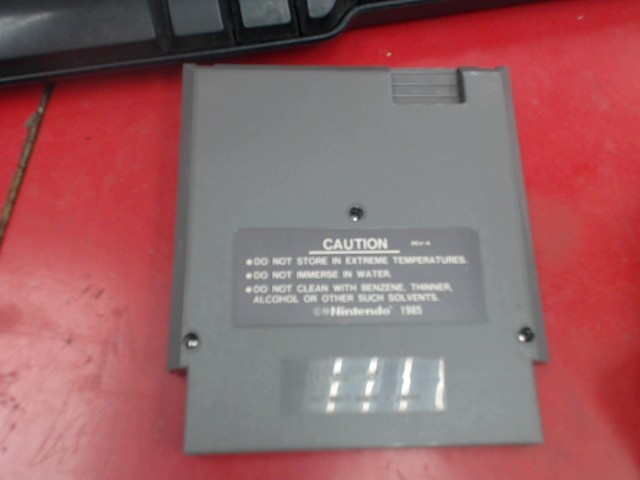 CAUTION REV-A
• DO NOT STORE IN EXTREME TEMPERATURES.
• DO NOT IMMERSE IN WATER.
• DO NOT CLEAN WITH BENZENE, THINNER,
ALCOHOL OR OTHER SUCH SOLVENTS.
©®Nintendo® 1985